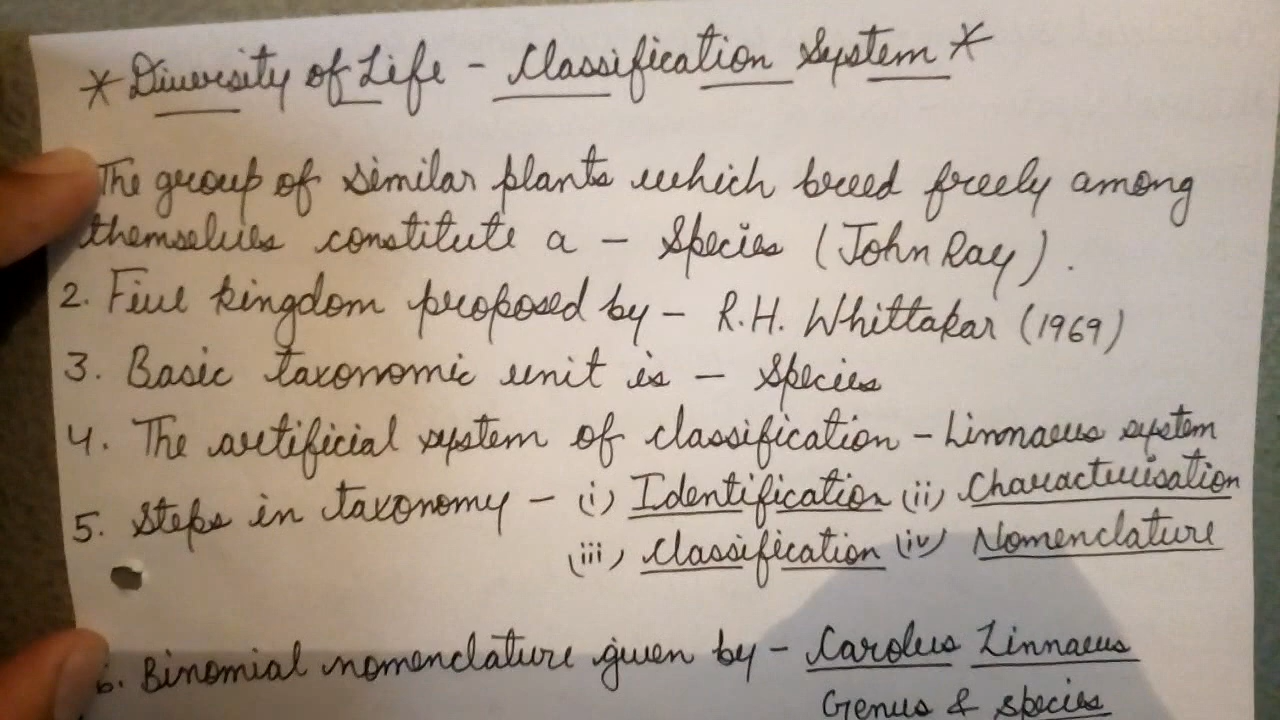 * Diversity of Life - Classification System *
The group of similar plants which breed freely among
themselves constitute a - Species (John Ray).
2. Five kingdom proposed by - R.H. Whittakar (1969)
3. Basic taxonomic unit is - Species
4. The artificial system of classification - Linnaeus system
5. Steps in taxonomy - (i) Identification (ii) Characterisation
(iii) Classification (iv) Nomenclature
6. Binomial nomenclature given by - Carolus Linnaeus
Genus & species